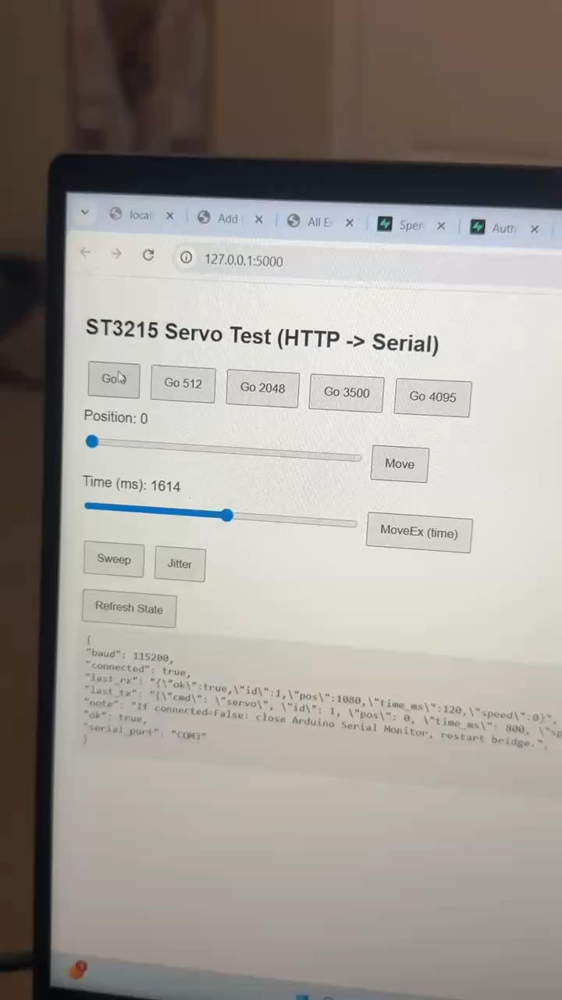 local
Add
All E
Spen
Auth
127.0.0.1:5000
ST3215 Servo Test (HTTP -> Serial)
Go
Go 512
Go 2048
Go 3500
Go 4095
Position: 0
Move
Time (ms): 1614
MoveEx (time)
Sweep
Jitter
Refresh State
{
"baud": 115200,
"connected": true,
"last_rx": "{\"ok\":true,\"id\":1,\"pos\":1080,\"time_ms\":120,\"speed\":0}",
"last_tx": "{\"cmd\": \"servo\", \"id\": 1, \"pos\": 0, \"time_ms\": 800, \"sp
"note": "If connected=False: close Arduino Serial Monitor, restart bridge.",
"ok": true,
"serial_port": "COM3"
}